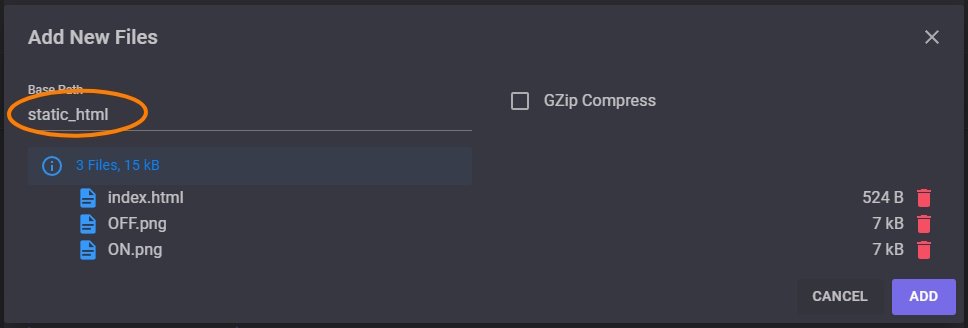 Add New Files
Base Path
static_html
GZip Compress
3 Files, 15 kB
index.html 524 B
OFF.png 7 kB
ON.png 7 kB
CANCEL ADD